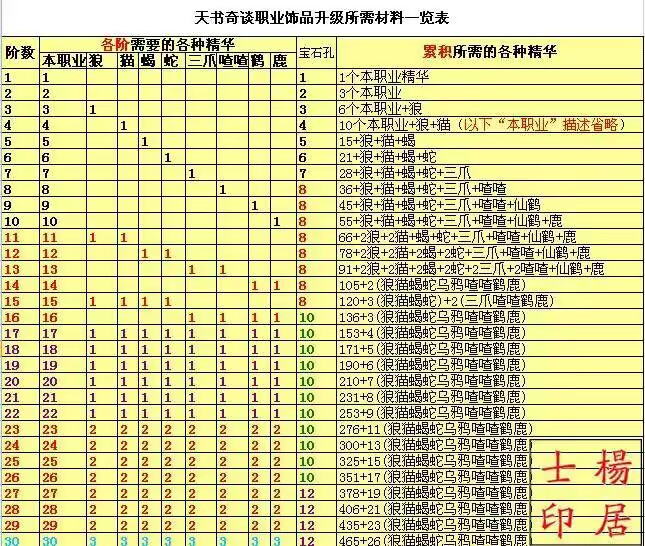 天书奇谈职业饰品升级所需材料一览表
阶数 各阶需要的各种精华 宝石孔 累积所需的各种精华
本职业 狼 猫 蝎 蛇 三爪 喳喳 鹤 鹿
1 1 1 1个本职业精华
2 2 2 3个本职业
3 3 1 3 6个本职业+狼
4 4 1 4 10个本职业+狼+猫（以下“本职业”描述省略）
5 5 1 5 15+狼+猫+蝎
6 6 1 6 21+狼+猫+蝎+蛇
7 7 1 7 28+狼+猫+蝎+蛇+三爪
8 8 1 8 36+狼+猫+蝎+蛇+三爪+喳喳
9 9 1 8 45+狼+猫+蝎+蛇+三爪+喳喳+仙鹤
10 10 1 8 55+狼+猫+蝎+蛇+三爪+喳喳+仙鹤+鹿
11 11 1 1 8 66+2狼+2猫+蝎+蛇+三爪+喳喳+仙鹤+鹿
12 12 1 1 8 78+2狼+2猫+2蝎+2蛇+三爪+喳喳+仙鹤+鹿
13 13 1 1 8 91+2狼+2猫+2蝎+2蛇+2三爪+2喳喳+仙鹤+鹿
14 14 1 1 8 105+2(狼猫蝎蛇乌鸦喳喳鹤鹿)
15 15 1 1 1 1 8 120+3(狼猫蝎蛇)+2(三爪喳喳鹤鹿)
16 16 1 1 1 1 10 136+3(狼猫蝎蛇乌鸦喳喳鹤鹿)
17 17 1 1 1 1 1 1 1 1 10 153+4(狼猫蝎蛇乌鸦喳喳鹤鹿)
18 18 1 1 1 1 1 1 1 1 10 171+5(狼猫蝎蛇乌鸦喳喳鹤鹿)
19 19 1 1 1 1 1 1 1 1 10 190+6(狼猫蝎蛇乌鸦喳喳鹤鹿)
20 20 1 1 1 1 1 1 1 1 10 210+7(狼猫蝎蛇乌鸦喳喳鹤鹿)
21 21 1 1 1 1 1 1 1 1 10 231+8(狼猫蝎蛇乌鸦喳喳鹤鹿)
22 22 1 1 1 1 1 1 1 1 10 253+9(狼猫蝎蛇乌鸦喳喳鹤鹿)
23 23 2 2 2 2 2 2 2 2 10 276+11(狼猫蝎蛇乌鸦喳喳鹤鹿)
24 24 2 2 2 2 2 2 2 2 10 300+13(狼猫蝎蛇乌鸦喳喳鹤鹿)
25 25 2 2 2 2 2 2 2 2 10 325+15(狼猫蝎蛇乌鸦喳喳鹤鹿)
26 26 2 2 2 2 2 2 2 2 10 351+17(狼猫蝎蛇乌鸦喳喳鹤鹿)
27 27 2 2 2 2 2 2 2 2 12 378+19(狼猫蝎蛇乌鸦喳喳鹤鹿)
28 28 2 2 2 2 2 2 2 2 12 406+21(狼猫蝎蛇乌鸦喳喳鹤鹿)
29 29 2 2 2 2 2 2 2 2 12 435+23(狼猫蝎蛇乌鸦喳喳鹤鹿)
30 30 3 3 3 3 3 3 3 3 12 465+26(狼猫蝎蛇乌鸦喳喳鹤鹿)
楊居
士印